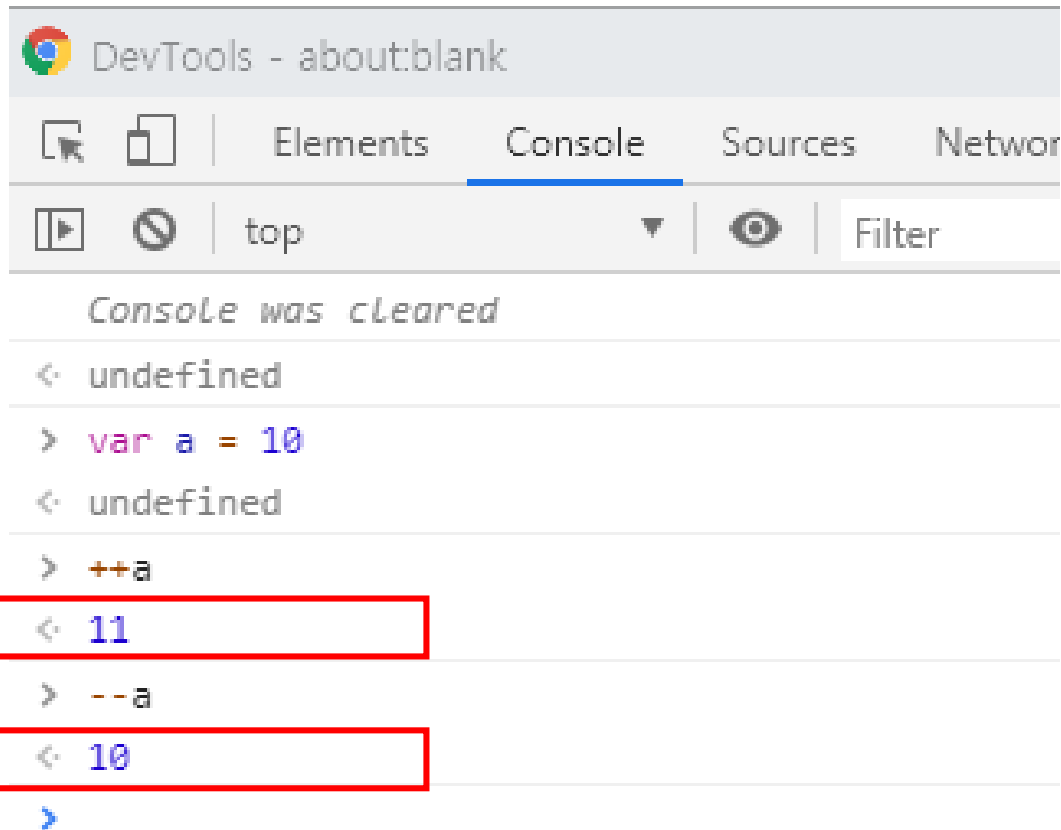 DevTools - about:blank
Elements Console Sources Networ
top Filter
Console was cleared
undefined
> var a = 10
undefined
> ++a
11
> --a
10
>